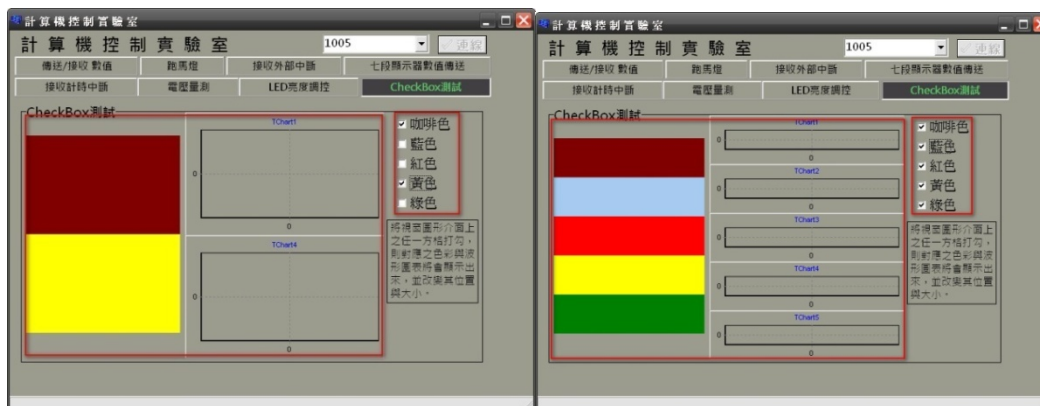 計算機控制實驗室
計算機控制實驗室
1005
連線
傳送/接收 數值
跑馬燈
接收外部中斷
七段顯示器數值傳送
接收計時中斷
電壓量測
LED亮度調控
CheckBox測試
CheckBox測試
TChart1
0
0
TChart4
0
0
咖啡色
藍色
紅色
黃色
綠色
將視窗圖形介面上
之任一方格打勾,
則對應之色彩與波
形圖表將會顯示出
來,並改變其位置
與大小。
計算機控制實驗室
計算機控制實驗室
1005
連線
傳送/接收 數值
跑馬燈
接收外部中斷
七段顯示器數值傳送
接收計時中斷
電壓量測
LED亮度調控
CheckBox測試
CheckBox測試
TChart1
0
0
TChart2
0
0
TChart3
0
0
TChart4
0
0
TChart5
0
0
咖啡色
藍色
紅色
黃色
綠色
將視窗圖形介面上
之任一方格打勾,
則對應之色彩與波
形圖表將會顯示出
來,並改變其位置
與大小。